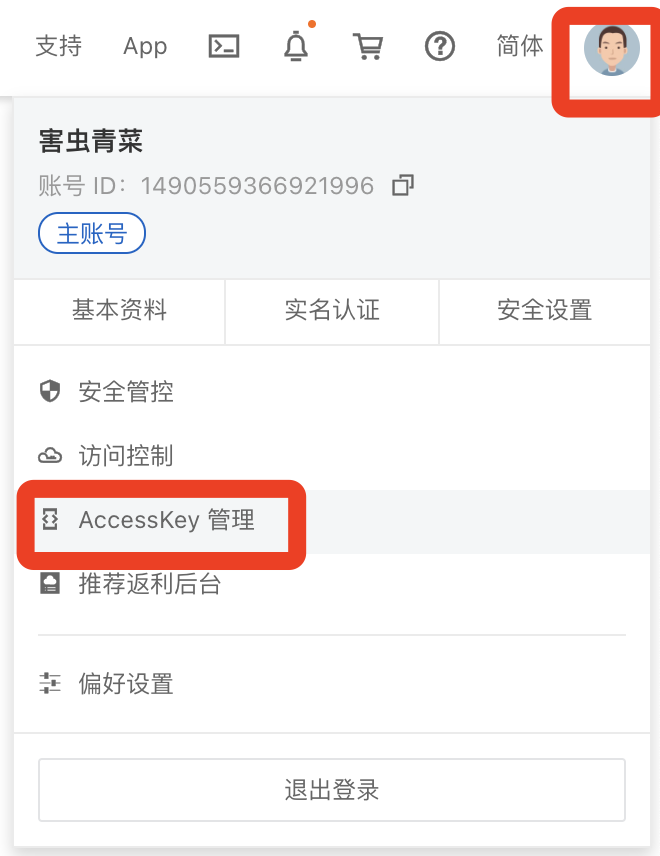 支持 App 简体
害虫青菜
账号 ID：1490559366921996
主账号
基本资料 实名认证 安全设置
安全管控
访问控制
AccessKey 管理
推荐返利后台
偏好设置
退出登录